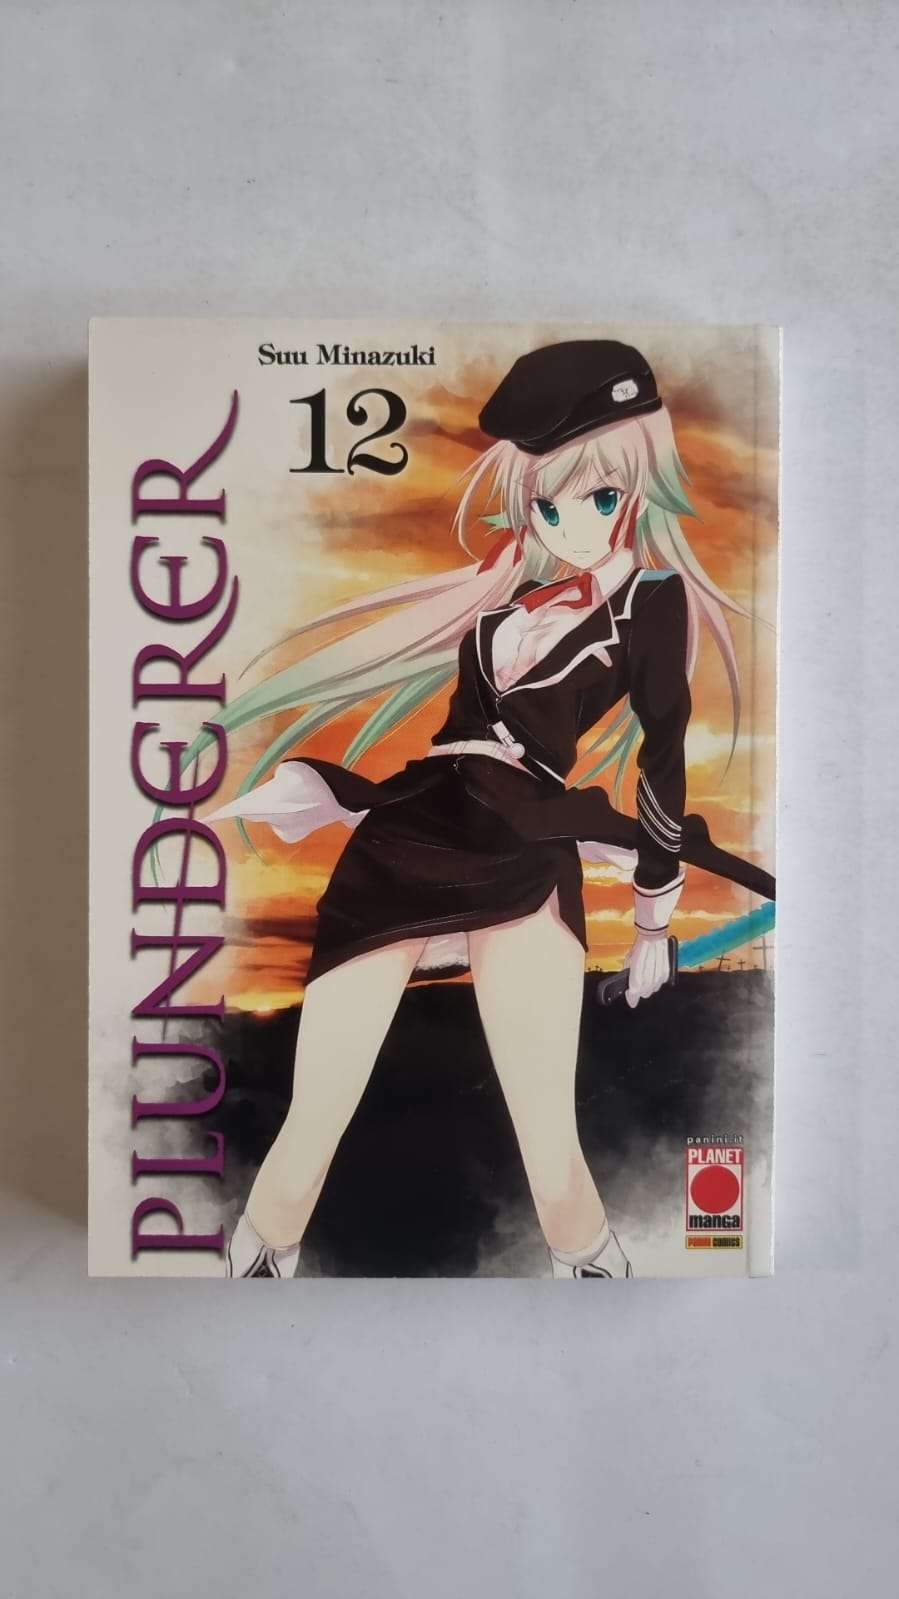 Suu Minazuki
12
PLUNDERER
panini.it
PLANET
manga
PANINI COMICS